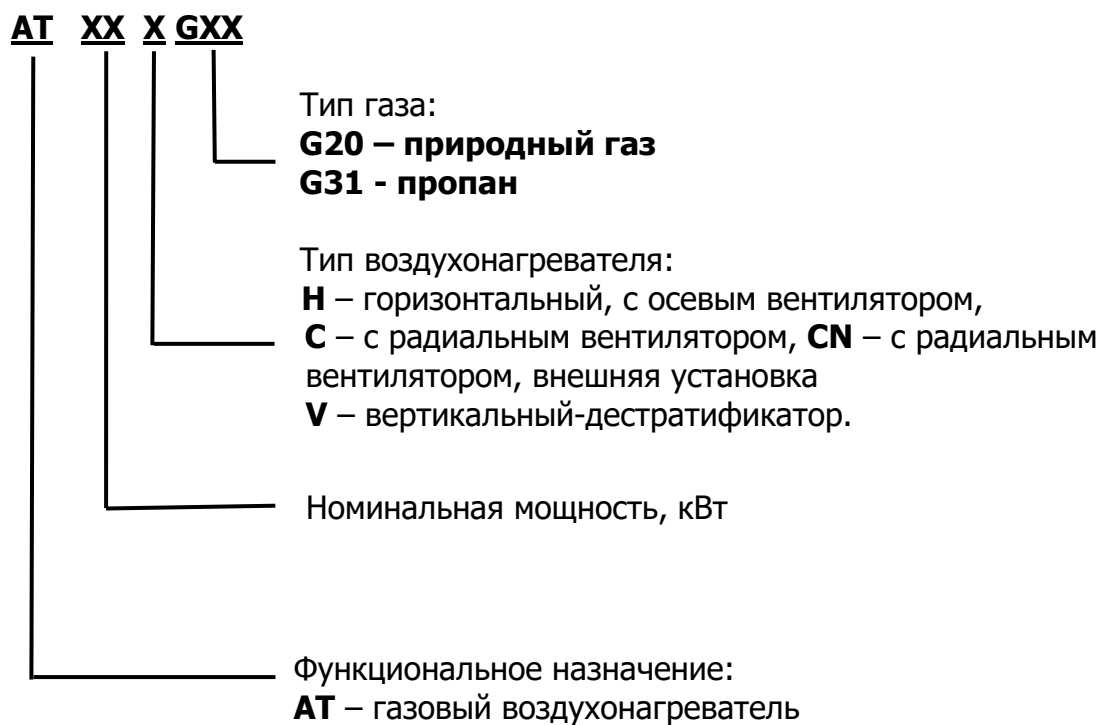 AT XX X GXX
Тип газа:
G20 – природный газ
G31 - пропан
Тип воздухонагревателя:
H – горизонтальный, с осевым вентилятором,
C – с радиальным вентилятором, CN – с радиальным
вентилятором, внешняя установка
V – вертикальный-дестратификатор.
Номинальная мощность, кВт
Функциональное назначение:
AT – газовый воздухонагреватель